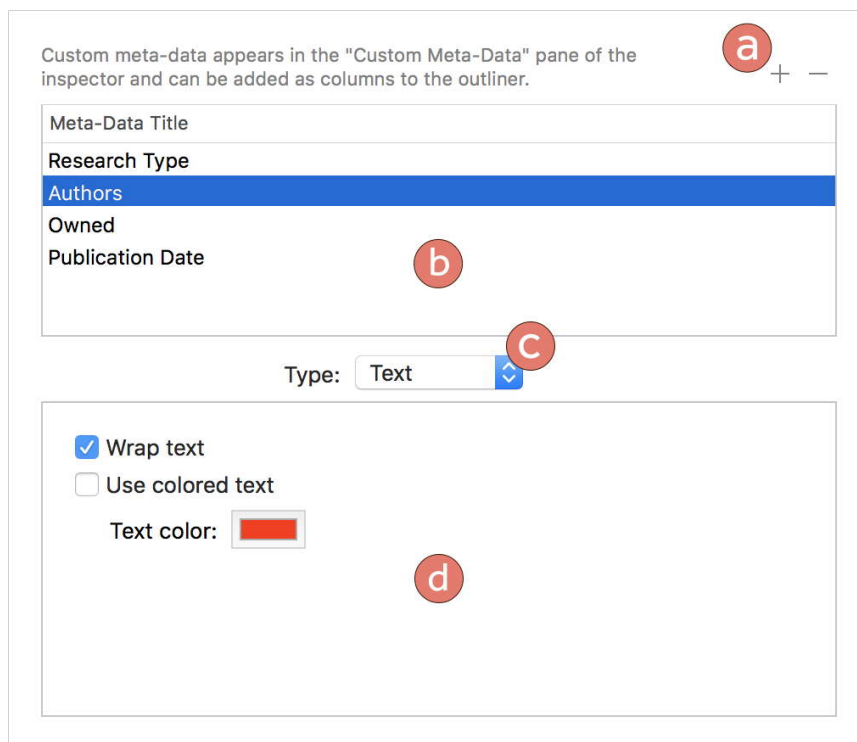 Custom meta-data appears in the "Custom Meta-Data" pane of the
inspector and can be added as columns to the outliner.
a
+ −
Meta-Data Title
Research Type
Authors
Owned
Publication Date
b
c
Type: Text
Wrap text
Use colored text
Text color:
d